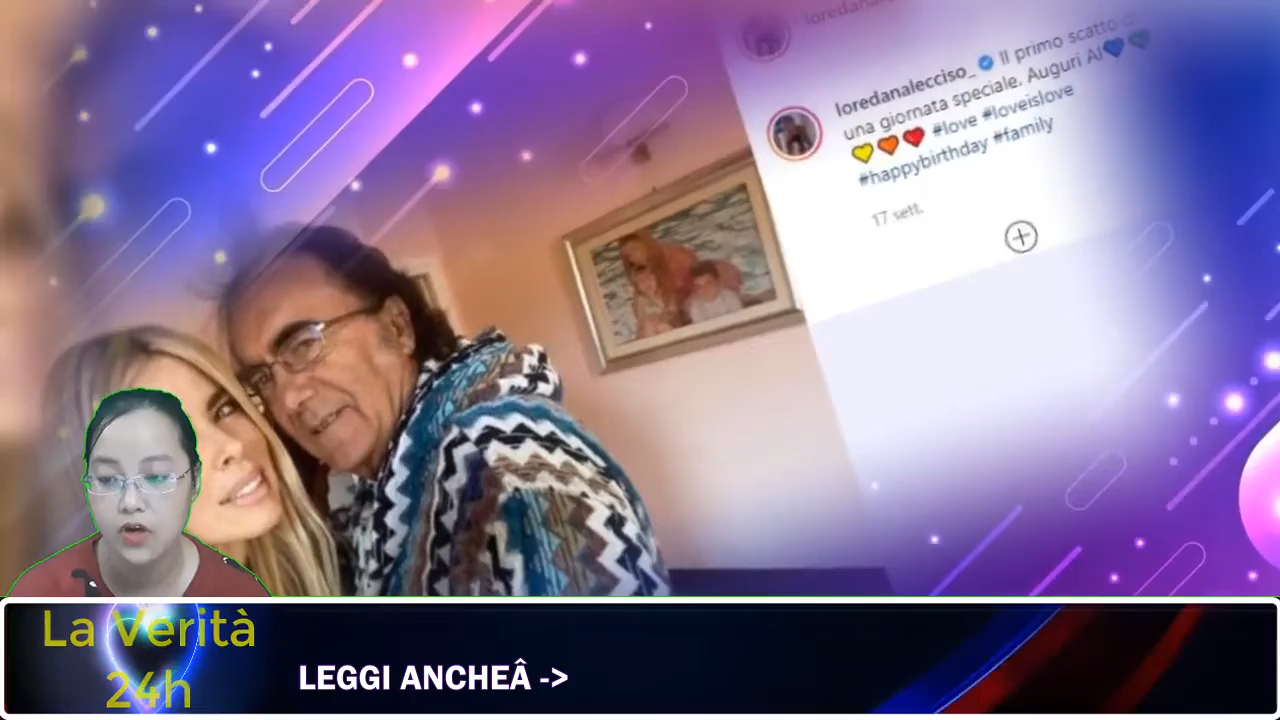 loredanalecciso_ Il primo scatto
una giornata speciale. Auguri Al💙💚
💛🧡❤️ #love #loveislove
#happybirthday #family
17 sett.
La Verità
24h
LEGGI ANCHEÂ ->